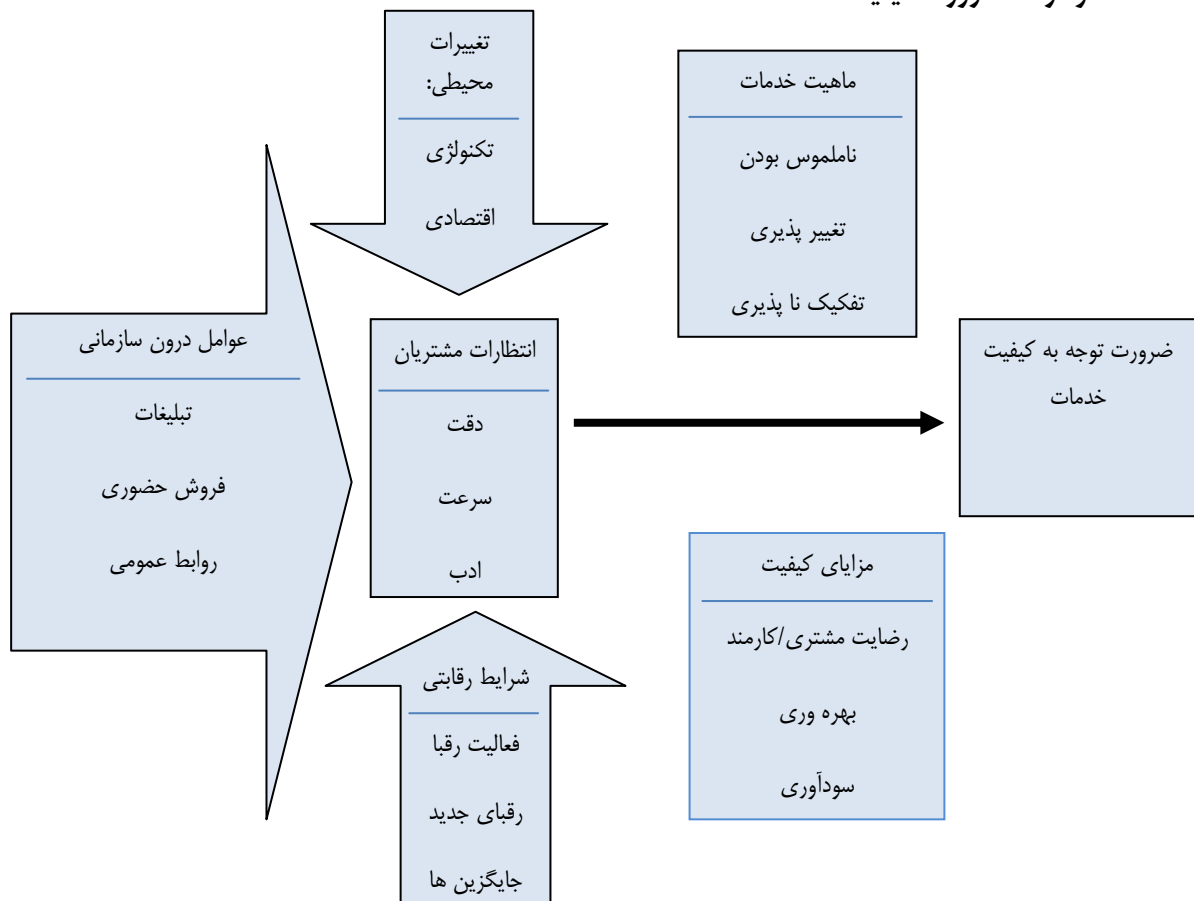 تغییرات
محیطی:
تکنولژی
اقتصادی
ماهیت خدمات
ناملموس بودن
تغییر پذیری
تفکیک نا پذیری
عوامل درون سازمانی
تبلیغات
فروش حضوری
روابط عمومی
انتظارات مشتریان
دقت
سرعت
ادب
ضرورت توجه به کیفیت
خدمات
شرایط رقابتی
فعالیت رقبا
رقبای جدید
جایگزین ها
مزایای کیفیت
رضایت مشتری/کارمند
بهره وری
سودآوری